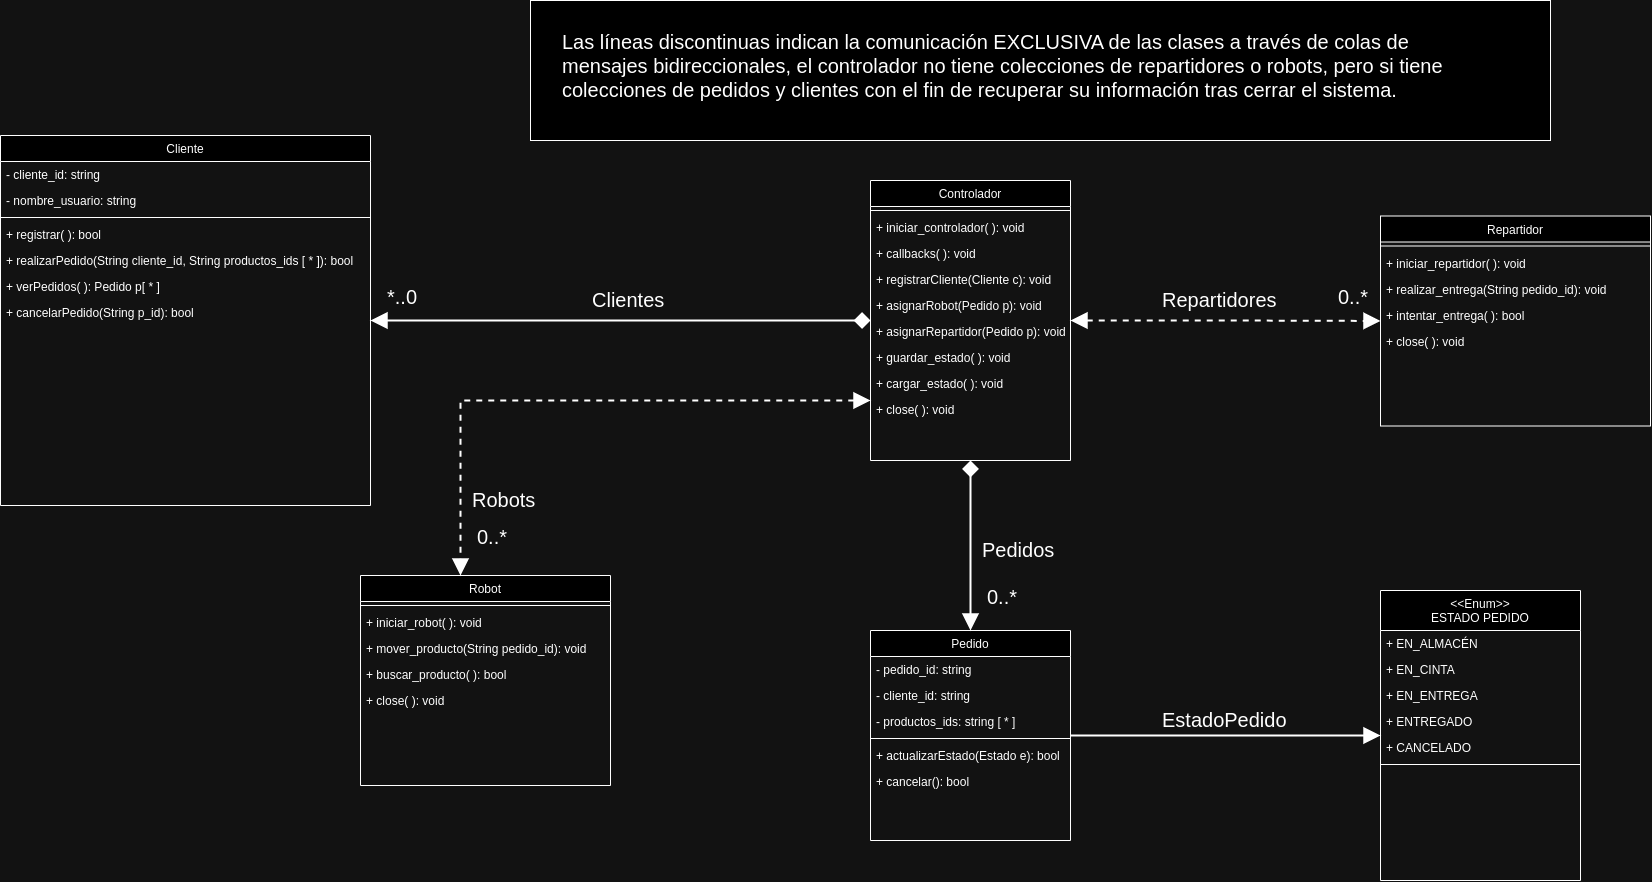 Las líneas discontinuas indican la comunicación EXCLUSIVA de las clases a través de colas de
mensajes bidireccionales, el controlador no tiene colecciones de repartidores o robots, pero si tiene
colecciones de pedidos y clientes con el fin de recuperar su información tras cerrar el sistema.
Cliente
- cliente_id: string
- nombre_usuario: string
+ registrar( ): bool
+ realizarPedido(String cliente_id, String productos_ids [ * ]): bool
+ verPedidos( ): Pedido p[ * ]
+ cancelarPedido(String p_id): bool
*..0
Clientes
Controlador
+ iniciar_controlador( ): void
+ callbacks( ): void
+ registrarCliente(Cliente c): void
+ asignarRobot(Pedido p): void
+ asignarRepartidor(Pedido p): void
+ guardar_estado( ): void
+ cargar_estado( ): void
+ close( ): void
Repartidores
0..*
Repartidor
+ iniciar_repartidor( ): void
+ realizar_entrega(String pedido_id): void
+ intentar_entrega( ): bool
+ close( ): void
Robots
0..*
Robot
+ iniciar_robot( ): void
+ mover_producto(String pedido_id): void
+ buscar_producto( ): bool
+ close( ): void
Pedidos
0..*
Pedido
- pedido_id: string
- cliente_id: string
- productos_ids: string [ * ]
+ actualizarEstado(Estado e): bool
+ cancelar(): bool
EstadoPedido
<<Enum>>
ESTADO PEDIDO
+ EN_ALMACÉN
+ EN_CINTA
+ EN_ENTREGA
+ ENTREGADO
+ CANCELADO